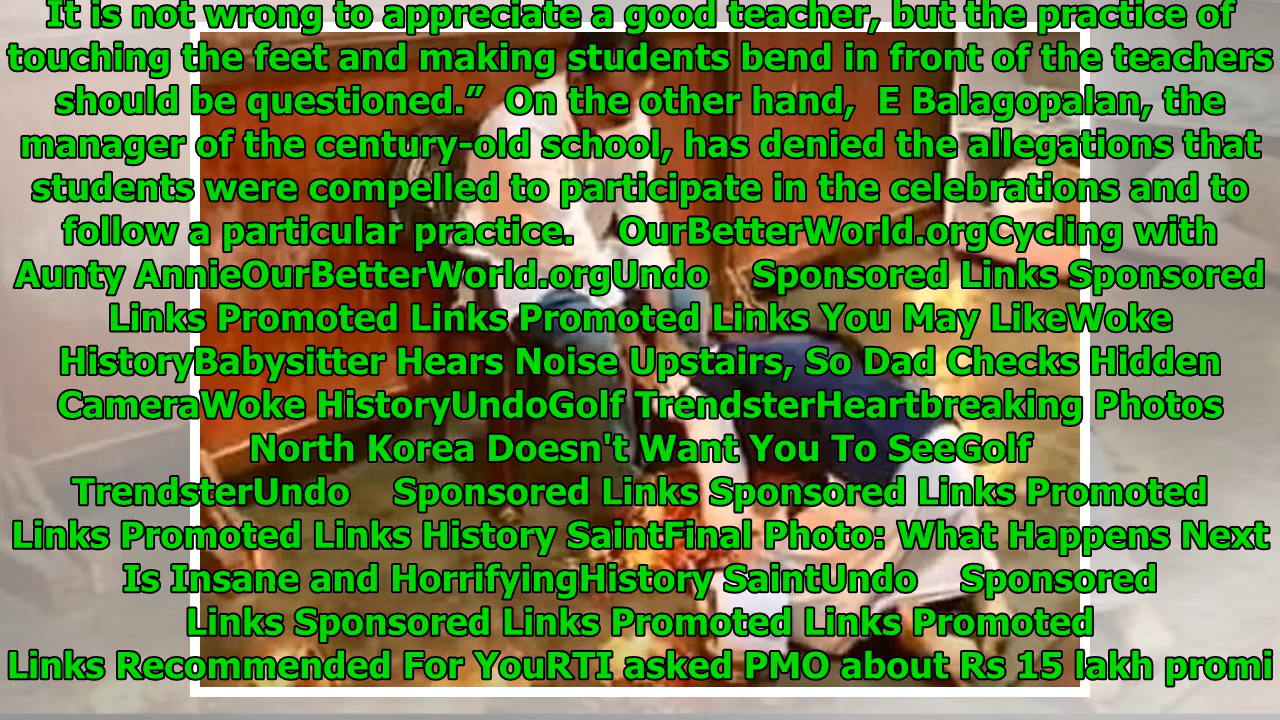 It is not wrong to appreciate a good teacher, but the practice of
touching the feet and making students bend in front of the teachers
should be questioned.”  On the other hand,  E Balagopalan, the
manager of the century-old school, has denied the allegations that
students were compelled to participate in the celebrations and to
follow a particular practice.    OurBetterWorld.orgCycling with
Aunty AnnieOurBetterWorld.orgUndo    Sponsored Links Sponsored
Links Promoted Links Promoted Links You May LikeWoke
HistoryBabysitter Hears Noise Upstairs, So Dad Checks Hidden
CameraWoke HistoryUndoGolf TrendsterHeartbreaking Photos
North Korea Doesn't Want You To SeeGolf
TrendsterUndo    Sponsored Links Sponsored Links Promoted
Links Promoted Links History SaintFinal Photo: What Happens Next
Is Insane and HorrifyingHistory SaintUndo    Sponsored
Links Sponsored Links Promoted Links Promoted
Links Recommended For YouRTI asked PMO about Rs 15 lakh promi